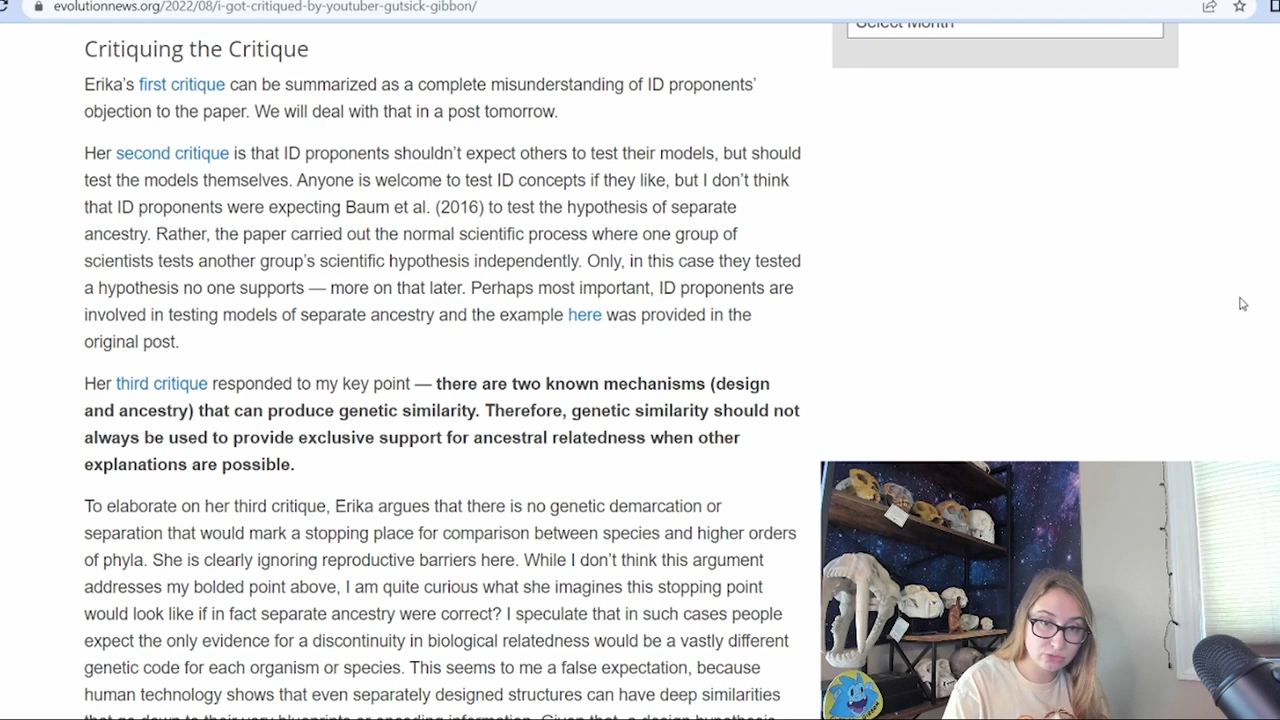 evolutionnews.org/2022/08/i-got-critiqued-by-youtuber-gutsick-gibbon/
Select Month
Critiquing the Critique
Erika's first critique can be summarized as a complete misunderstanding of ID proponents'
objection to the paper. We will deal with that in a post tomorrow.
Her second critique is that ID proponents shouldn't expect others to test their models, but should
test the models themselves. Anyone is welcome to test ID concepts if they like, but I don't think
that ID proponents were expecting Baum et al. (2016) to test the hypothesis of separate
ancestry. Rather, the paper carried out the normal scientific process where one group of
scientists tests another group's scientific hypothesis independently. Only, in this case they tested
a hypothesis no one supports — more on that later. Perhaps most important, ID proponents are
involved in testing models of separate ancestry and the example here was provided in the
original post.
Her third critique responded to my key point — there are two known mechanisms (design
and ancestry) that can produce genetic similarity. Therefore, genetic similarity should not
always be used to provide exclusive support for ancestral relatedness when other
explanations are possible.
To elaborate on her third critique, Erika argues that there is no genetic demarcation or
separation that would mark a stopping place for comparison between species and higher orders
of phyla. She is clearly ignoring reproductive barriers here. While I don't think this argument
addresses my bolded point above, I am quite curious what she imagines this stopping point
would look like if in fact separate ancestry were correct? I speculate that in such cases people
expect the only evidence for a discontinuity in biological relatedness would be a vastly different
genetic code for each organism or species. This seems to me a false expectation, because
human technology shows that even separately designed structures can have deep similarities
that go down to their very blueprints or encoding information. Given that, a design hypothesis